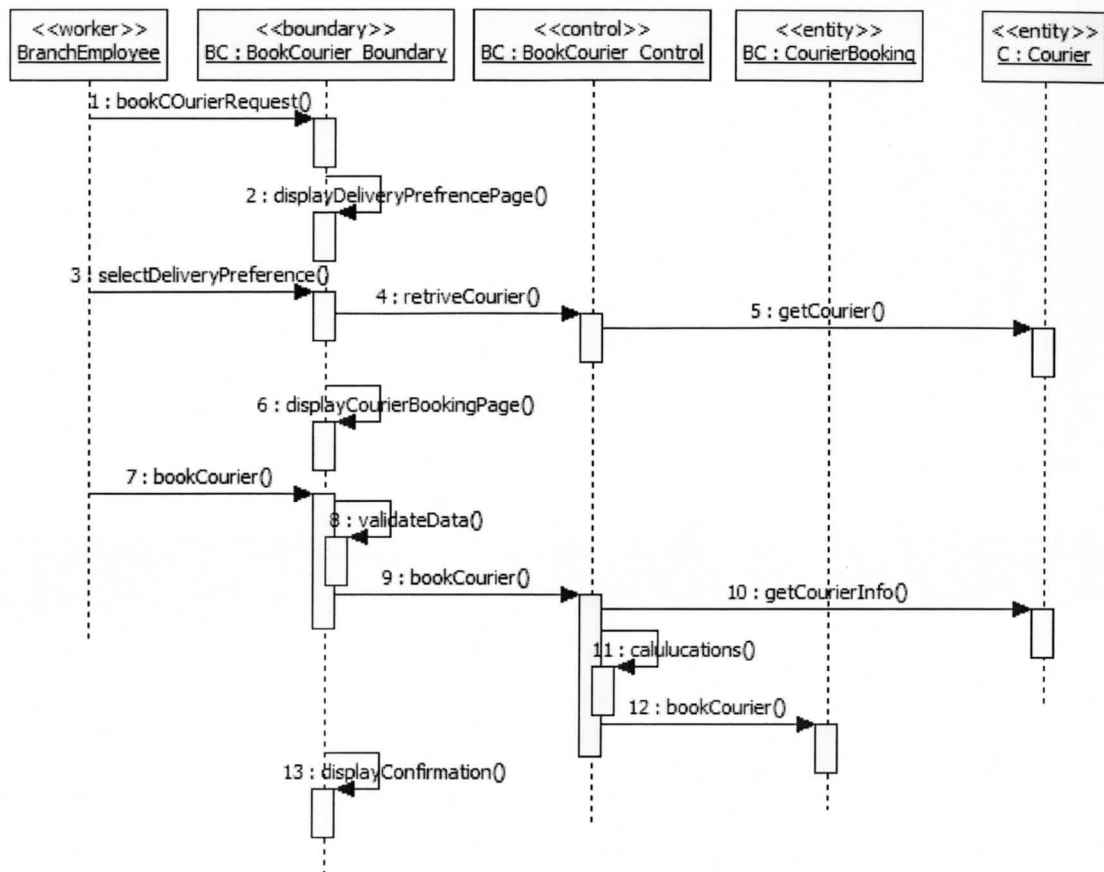 <<worker>>
BranchEmployee
<<boundary>>
BC : BookCourier_Boundary
<<control>>
BC : BookCourier_Control
<<entity>>
BC : CourierBooking
<<entity>>
C : Courier
1 : bookCOurierRequest()
2 : displayDeliveryPrefrencePage()
3 : selectDeliveryPreference()
4 : retriveCourier()
5 : getCourier()
6 : displayCourierBookingPage()
7 : bookCourier()
8 : validateData()
9 : bookCourier()
10 : getCourierInfo()
11 : calulucations()
12 : bookCourier()
13 : displayConfirmation()